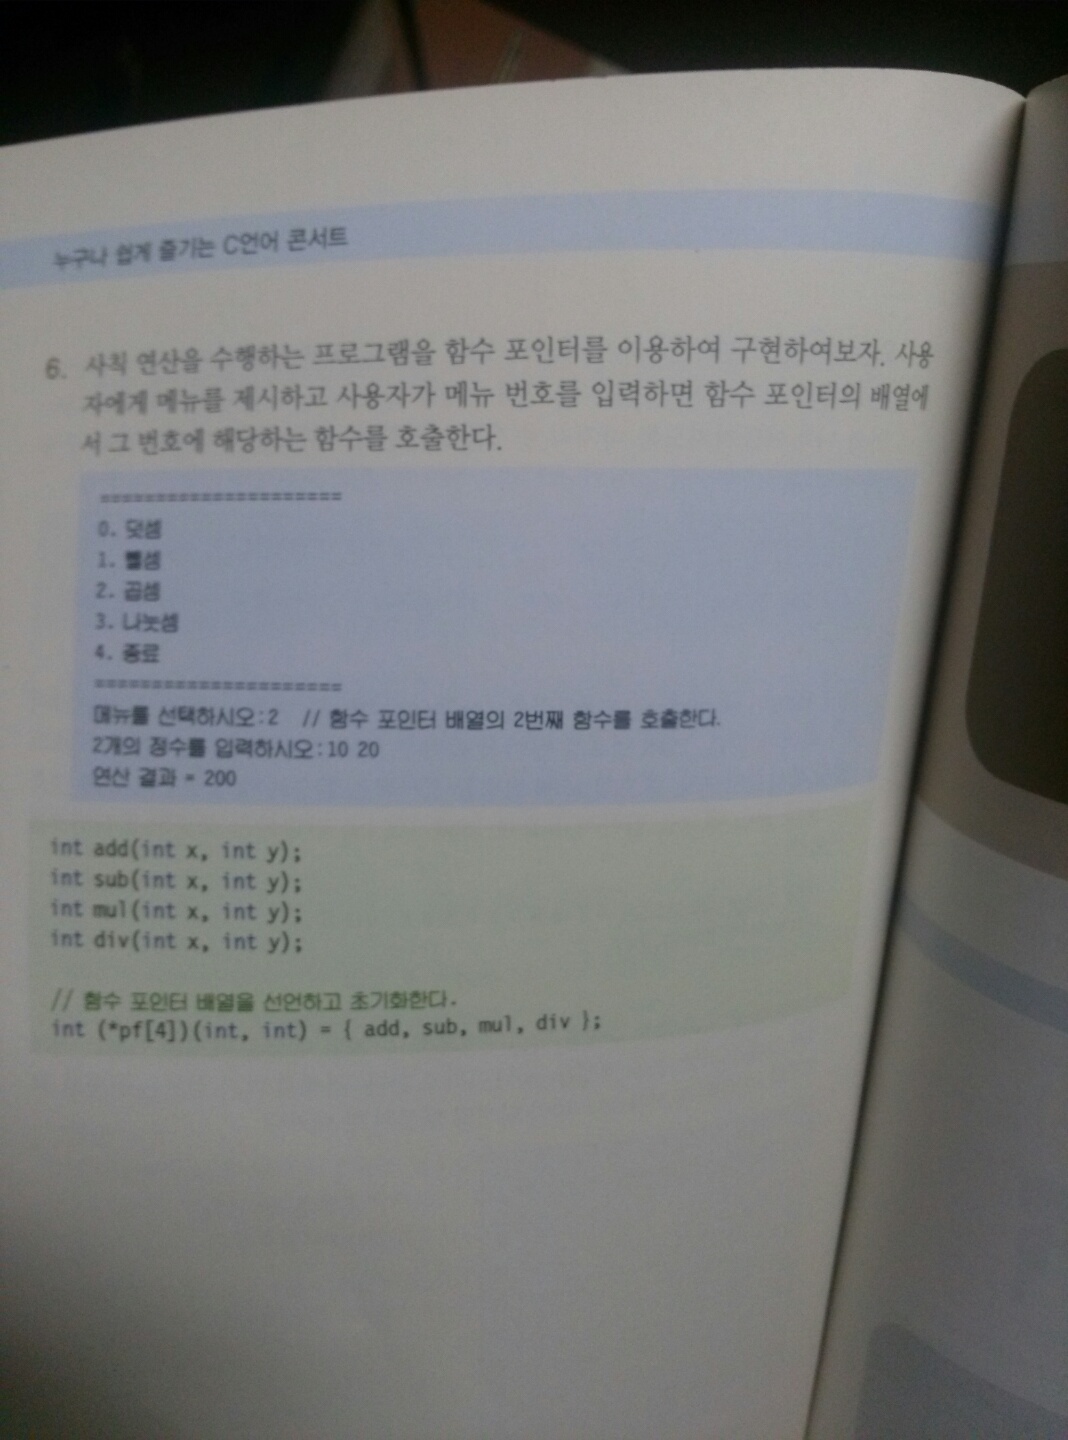 누구나 쉽게 즐기는 C언어 콘서트
6. 사칙 연산을 수행하는 프로그램을 함수 포인터를 이용하여 구현하여보자. 사용
자에게 메뉴를 제시하고 사용자가 메뉴 번호를 입력하면 함수 포인터의 배열에
서 그 번호에 해당하는 함수를 호출한다.
======================
0. 덧셈
1. 뺄셈
2. 곱셈
3. 나눗셈
4. 종료
======================
메뉴를 선택하시오:2 // 함수 포인터 배열의 2번째 함수를 호출한다.
2개의 정수를 입력하시오:10 20
연산 결과 = 200
int add(int x, int y);
int sub(int x, int y);
int mul(int x, int y);
int div(int x, int y);
// 함수 포인터 배열을 선언하고 초기화한다.
int (*pf[4])(int, int) = { add, sub, mul, div };